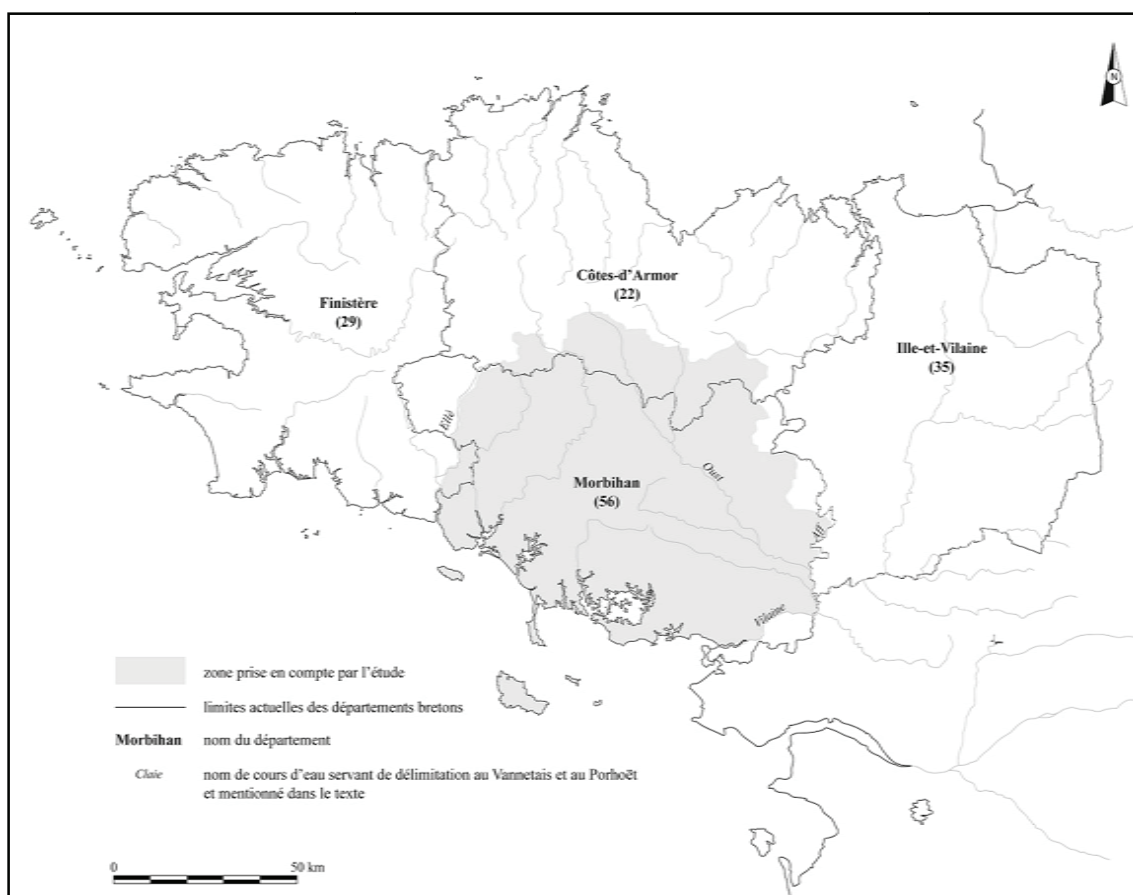 N
Côtes-d'Armor
(22)
Finistère
(29)
Ille-et-Vilaine
(35)
Ellé
Oust
Morbihan
(56)
Aff
Vilaine
zone prise en compte par l'étude
limites actuelles des départements bretons
Morbihan nom du département
Claie nom de cours d'eau servant de délimitation au Vannetais et au Porhoët
et mentionné dans le texte
0 50 km